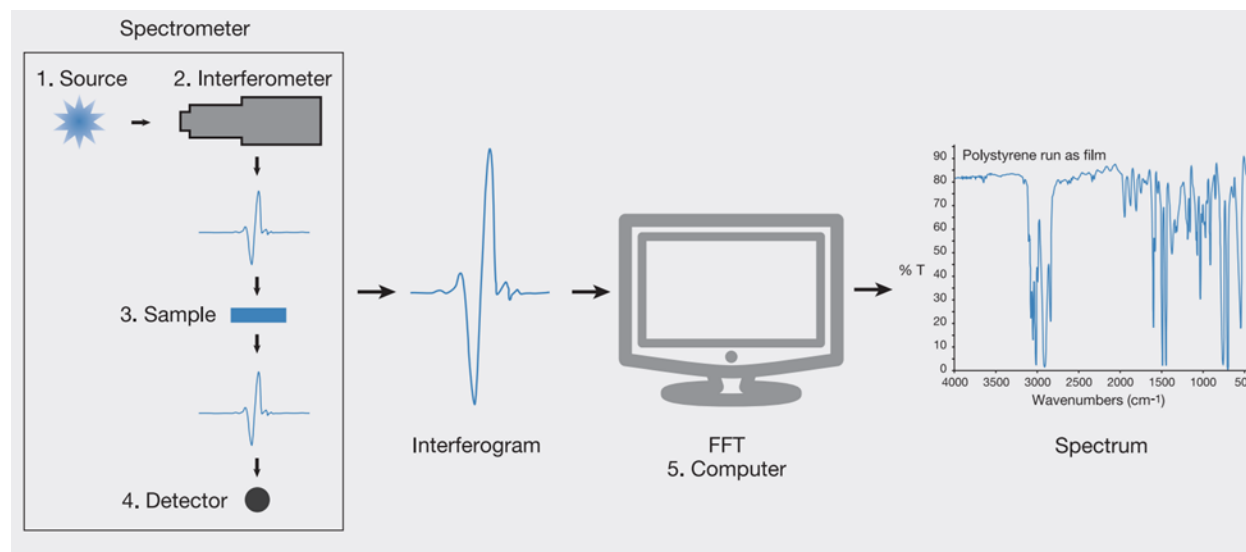 Spectrometer
1. Source
2. Interferometer
3. Sample
4. Detector
Interferogram
FFT
5. Computer
Polystyrene run as film
% T
90
80
70
60
50
40
30
20
10
0
4000 3500 3000 2500 2000 1500 1000 500
Wavenumbers (cm-1)
Spectrum